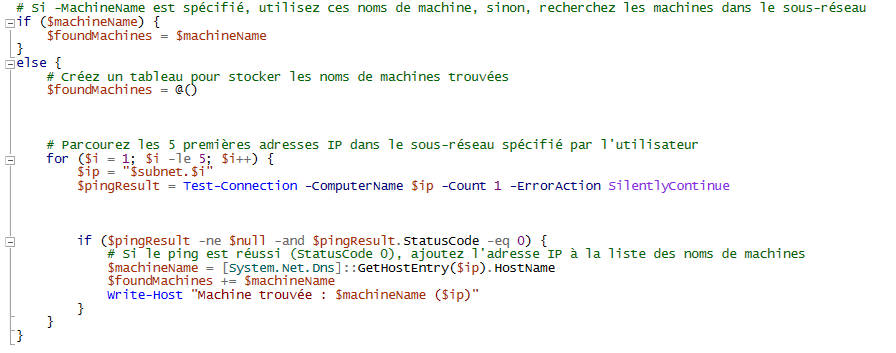 # Si -MachineName est spécifié, utilisez ces noms de machine, sinon, recherchez les machines dans le sous-réseau
if ($machineName) {
    $foundMachines = $machineName
}
else {
    # Créez un tableau pour stocker les noms de machines trouvées
    $foundMachines = @()
    # Parcourez les 5 premières adresses IP dans le sous-réseau spécifié par l'utilisateur
    for ($i = 1; $i -le 5; $i++) {
        $ip = "$subnet.$i"
        $pingResult = Test-Connection -ComputerName $ip -Count 1 -ErrorAction SilentlyContinue
        if ($pingResult -ne $null -and $pingResult.StatusCode -eq 0) {
            # Si le ping est réussi (StatusCode 0), ajoutez l'adresse IP à la liste des noms de machines
            $machineName = [System.Net.Dns]::GetHostEntry($ip).HostName
            $foundMachines += $machineName
            Write-Host "Machine trouvée : $machineName ($ip)"
        }
    }
}